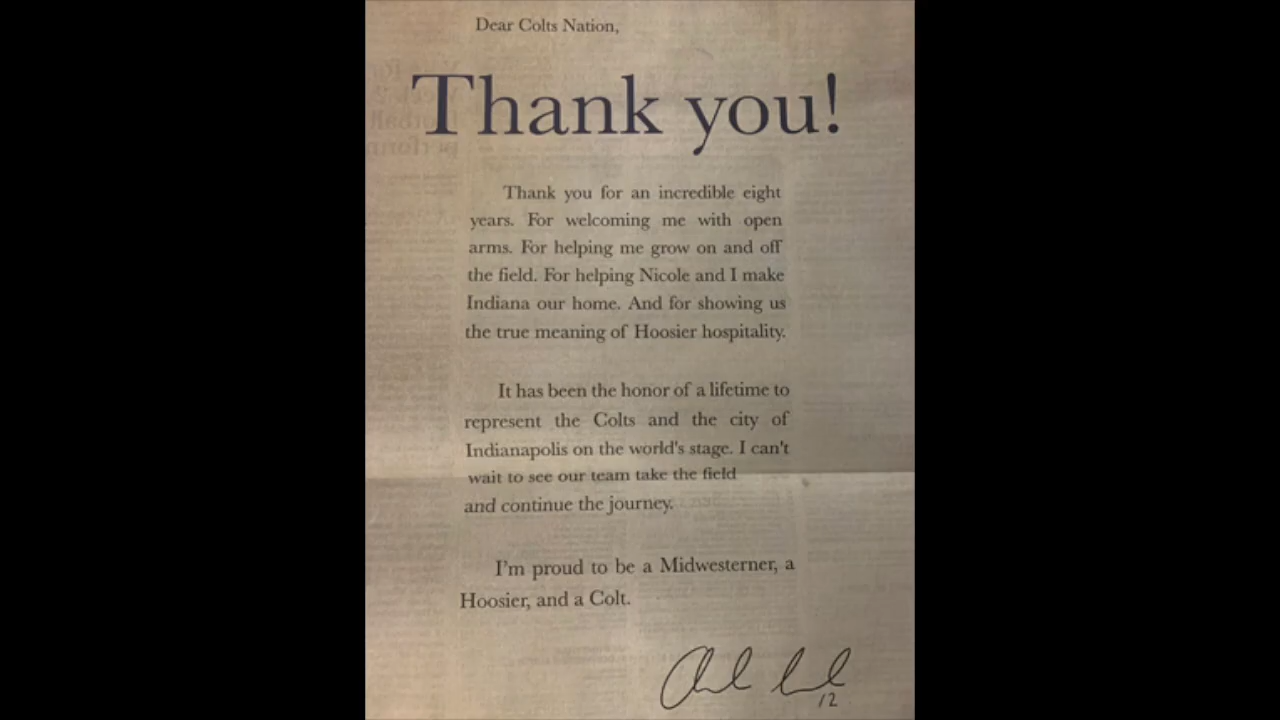 Dear Colts Nation,
Thank you!
Thank you for an incredible eight
years. For welcoming me with open
arms. For helping me grow on and off
the field. For helping Nicole and I make
Indiana our home. And for showing us
the true meaning of Hoosier hospitality.
It has been the honor of a lifetime to
represent the Colts and the city of
Indianapolis on the world's stage. I can't
wait to see our team take the field
and continue the journey.
I'm proud to be a Midwesterner, a
Hoosier, and a Colt.
12